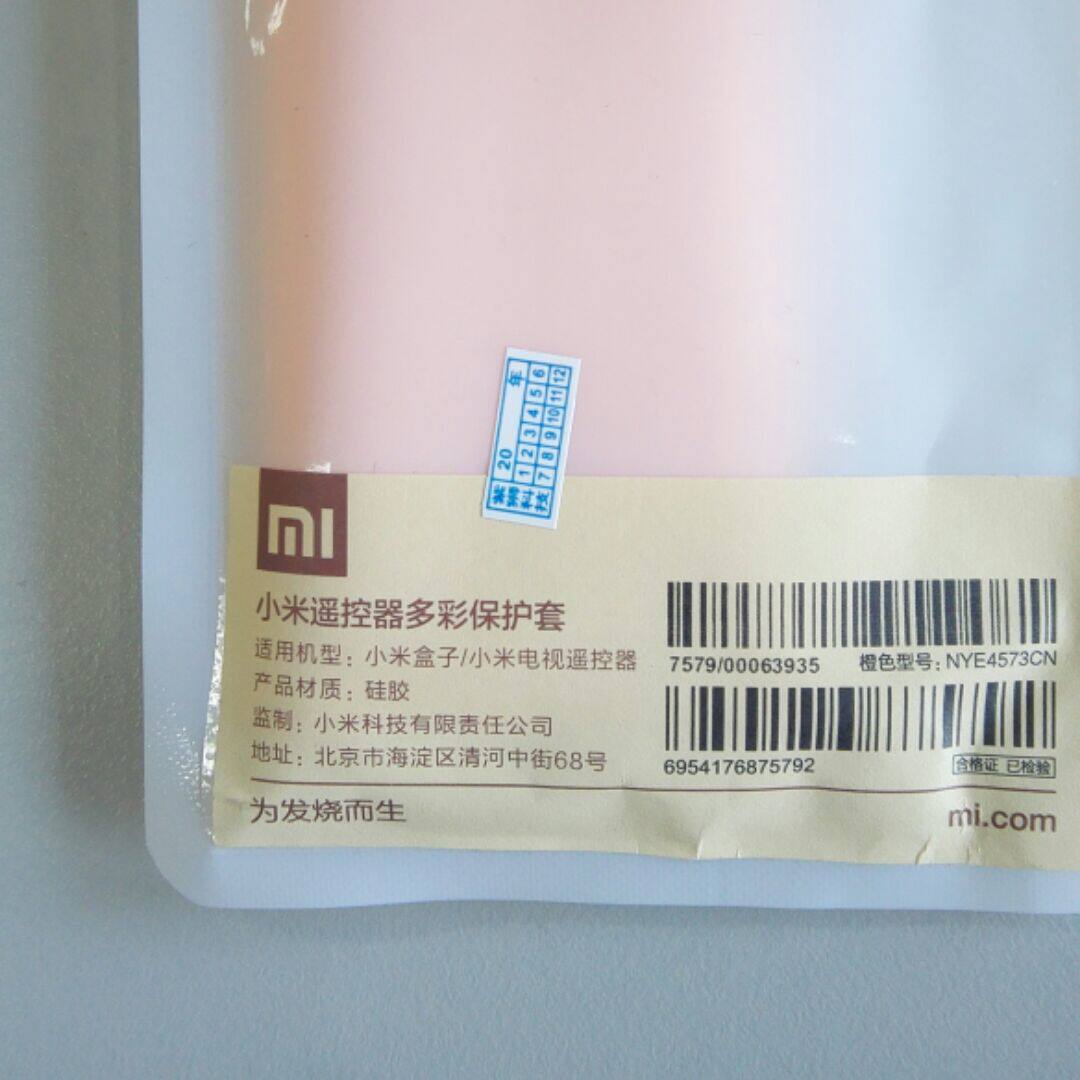 年
20
1 2 3 4 5 6
7 8 9 10 11 12
科技
mi
小米遥控器多彩保护套
适用机型：小米盒子/小米电视遥控器
产品材质：硅胶
监制：小米科技有限责任公司
地址：北京市海淀区清河中街68号
为发烧而生
7579/00063935
橙色型号：NYE4573CN
6954176875792
合格证 已检验
mi.com